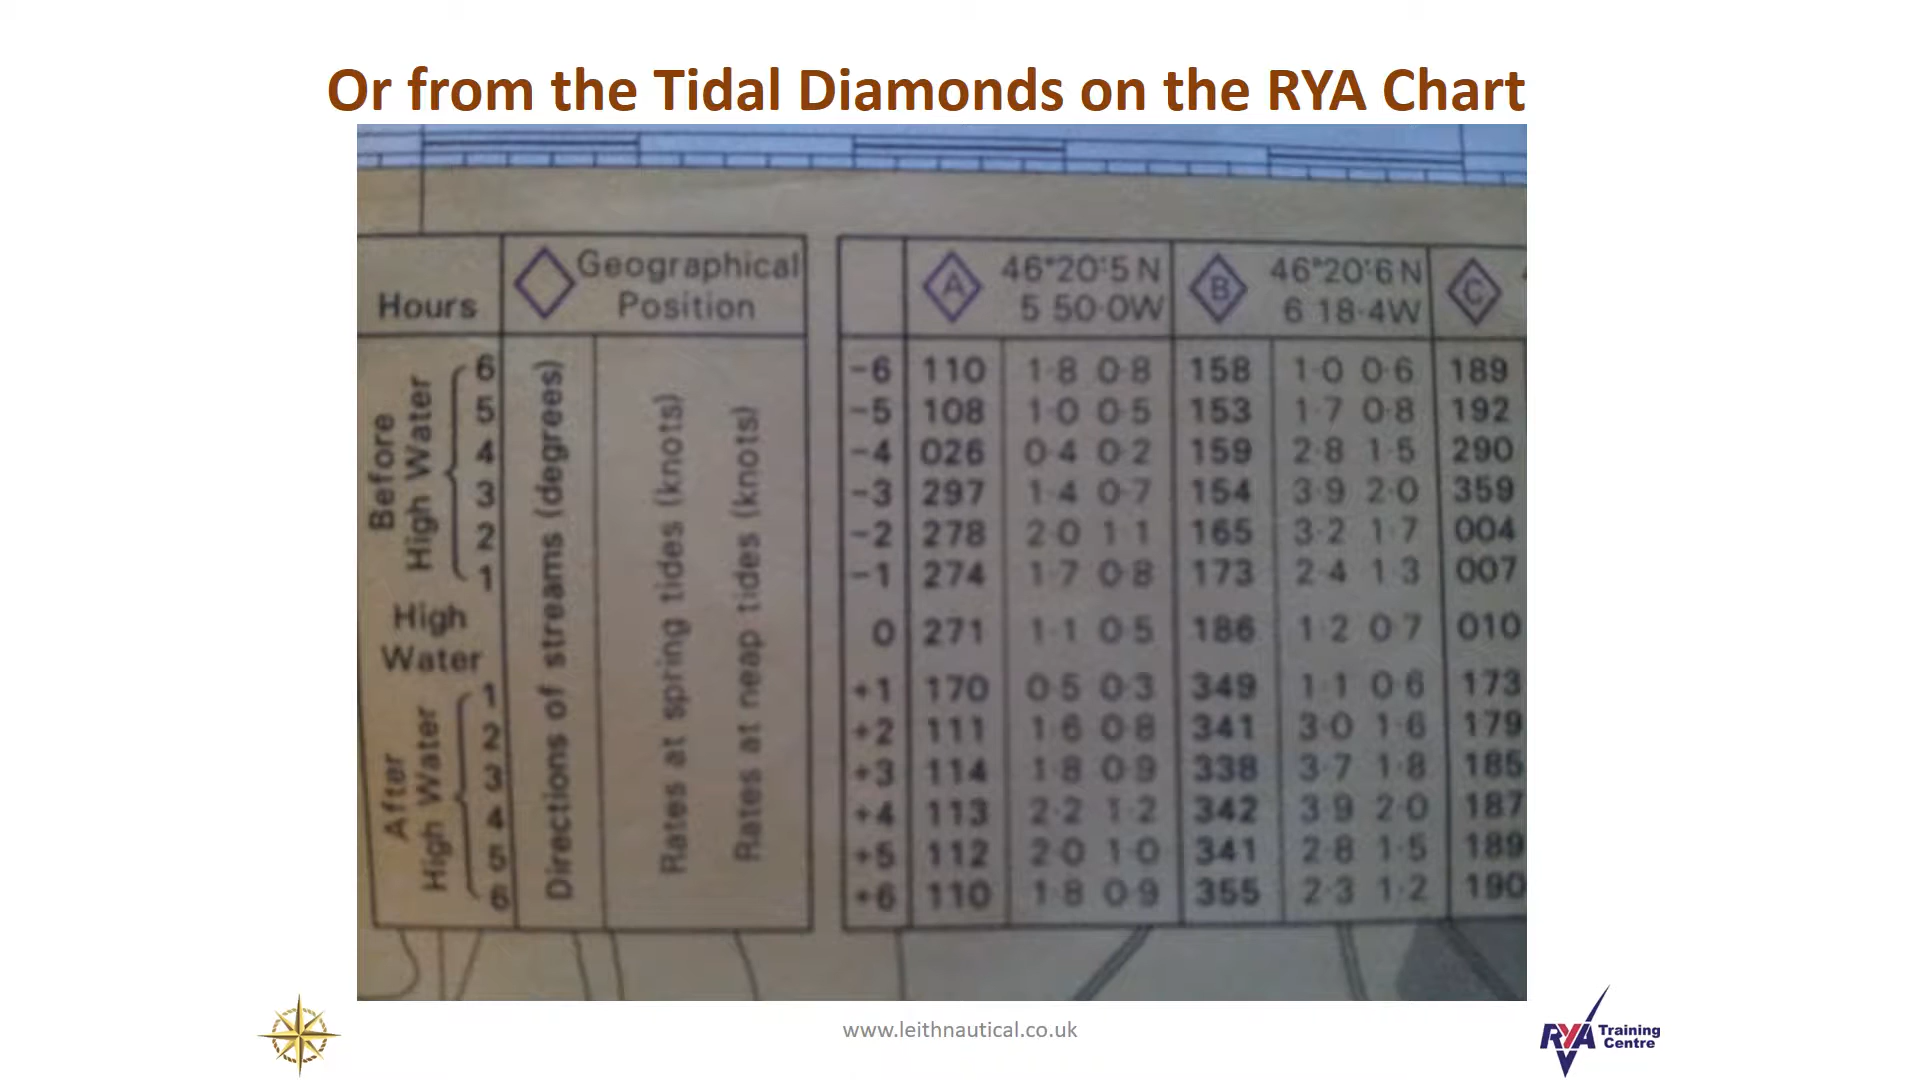 Or from the Tidal Diamonds on the RYA Chart
Hours
Geographical
Position
Before
High Water
6
5
4
3
2
1
High
Water
After
High Water
1
2
3
4
5
6
Directions of streams (degrees)
Rates at spring tides (knots)
Rates at neap tides (knots)
A 46°20'·5 N B 46°20'·6 N C
5 50·0W 6 18·4W
-6 110 1·8 0·8 158 1·0 0·6 189
-5 108 1·0 0·5 153 1·7 0·8 192
-4 026 0·4 0·2 159 2·8 1·5 290
-3 297 1·4 0·7 154 3·9 2·0 359
-2 278 2·0 1·1 165 3·2 1·7 004
-1 274 1·7 0·8 173 2·4 1·3 007
0 271 1·1 0·5 186 1·2 0·7 010
+1 170 0·5 0·3 349 1·1 0·6 173
+2 111 1·6 0·8 341 3·0 1·6 179
+3 114 1·8 0·9 338 3·7 1·8 185
+4 113 2·2 1·2 342 3·9 2·0 187
+5 112 2·0 1·0 341 2·8 1·5 189
+6 110 1·8 0·9 355 2·3 1·2 190
www.leithnautical.co.uk
RYA Training
Centre